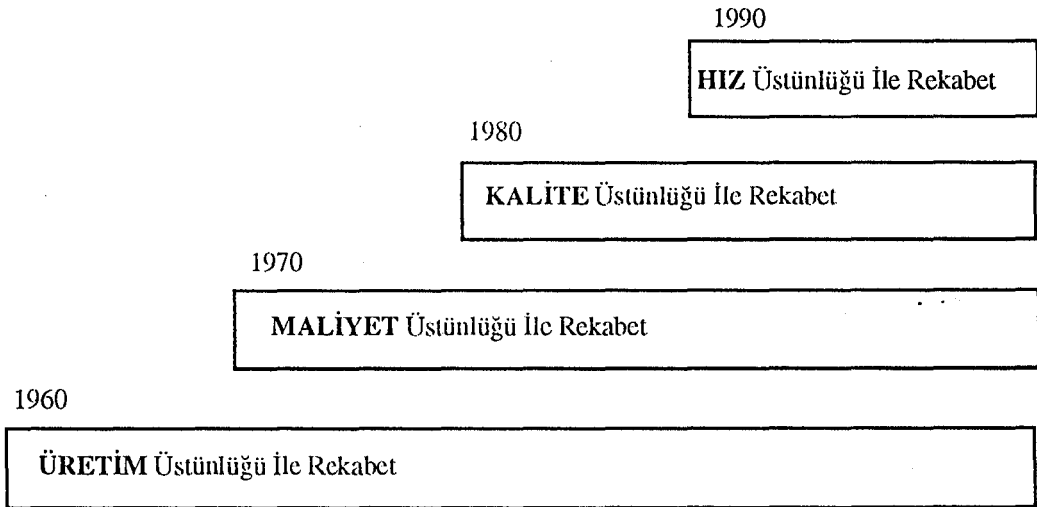 1990
HIZ Üstünlüğü İle Rekabet
1980
KALİTE Üstünlüğü İle Rekabet
1970
MALİYET Üstünlüğü İle Rekabet
1960
ÜRETİM Üstünlüğü İle Rekabet